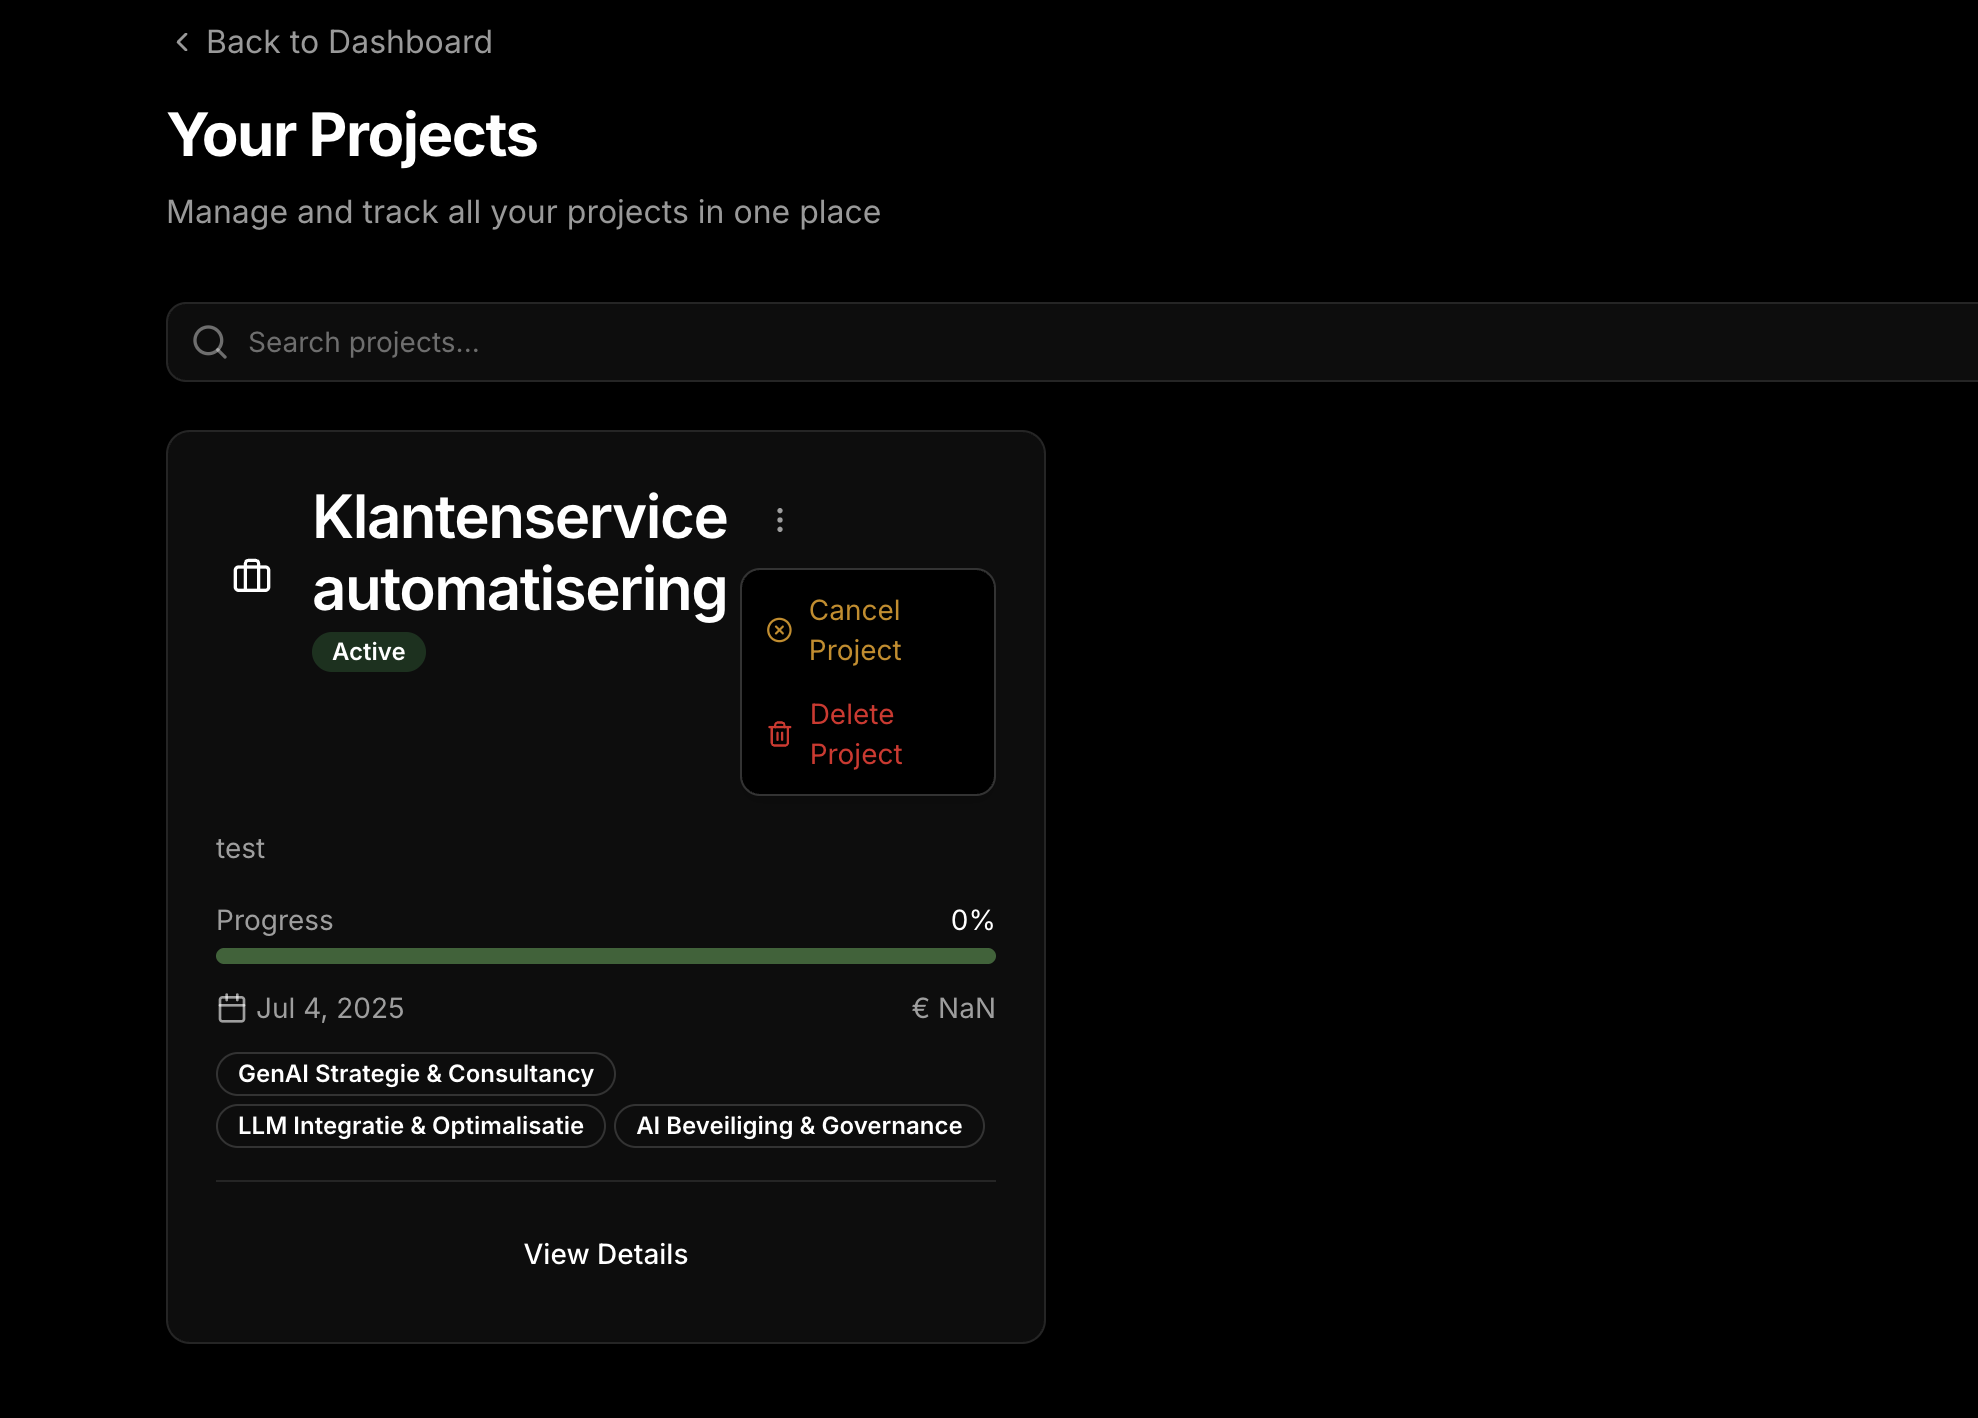 Back to Dashboard
Your Projects
Manage and track all your projects in one place
Search projects...
Klantenservice
automatisering
Active
Cancel
Project
Delete
Project
test
Progress 0%
Jul 4, 2025 € NaN
GenAI Strategie & Consultancy
LLM Integratie & Optimalisatie AI Beveiliging & Governance
View Details